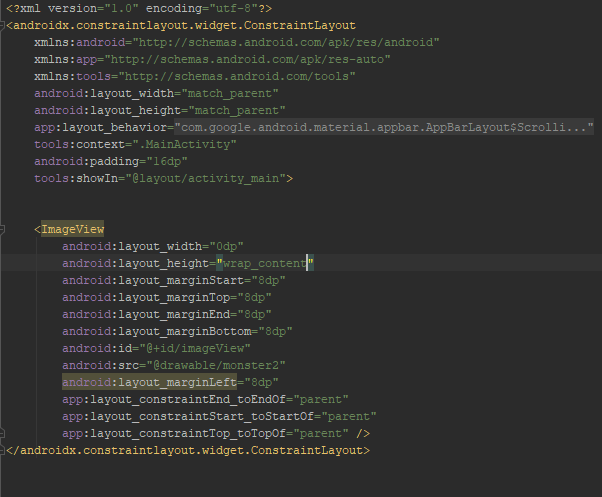 <?xml version="1.0" encoding="utf-8"?>
<androidx.constraintlayout.widget.ConstraintLayout
xmlns:android="http://schemas.android.com/apk/res/android"
xmlns:app="http://schemas.android.com/apk/res-auto"
xmlns:tools="http://schemas.android.com/tools"
android:layout_width="match_parent"
android:layout_height="match_parent"
app:layout_behavior="com.google.android.material.appbar.AppBarLayout$Scrolli..."
tools:context=".MainActivity"
android:padding="16dp"
tools:showIn="@layout/activity_main">
<ImageView
android:layout_width="0dp"
android:layout_height="wrap_content"
android:layout_marginStart="8dp"
android:layout_marginTop="8dp"
android:layout_marginEnd="8dp"
android:layout_marginBottom="8dp"
android:id="@+id/imageView"
android:src="@drawable/monster2"
android:layout_marginLeft="8dp"
app:layout_constraintEnd_toEndOf="parent"
app:layout_constraintStart_toStartOf="parent"
app:layout_constraintTop_toTopOf="parent" />
</androidx.constraintlayout.widget.ConstraintLayout>